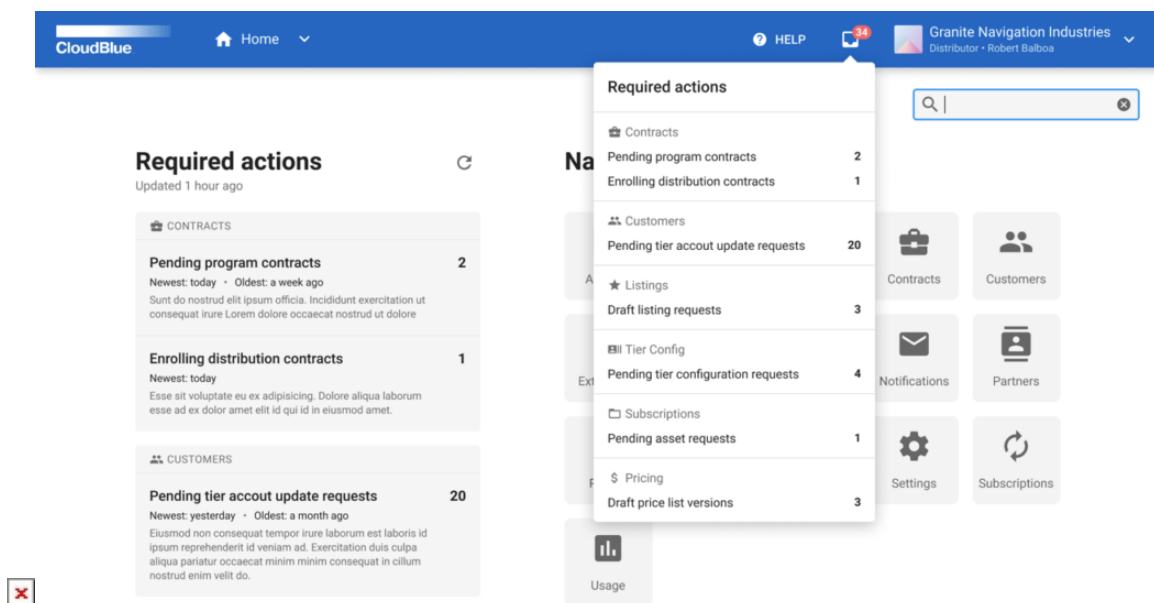 CloudBlue
Home
HELP
34
Granite Navigation Industries
Distributor • Robert Balboa
Required actions
Updated 1 hour ago
CONTRACTS
Pending program contracts 2
Newest: today • Oldest: a week ago
Sunt do nostrud elit ipsum officia. Incididunt exercitation ut
consequat irure Lorem dolore occaecat nostrud ut dolore
Enrolling distribution contracts 1
Newest: today
Esse sit voluptate eu ex adipisicing. Dolore aliqua laborum
esse ad ex dolor amet elit id qui id in eiusmod amet.
CUSTOMERS
Pending tier accout update requests 20
Newest: yesterday • Oldest: a month ago
Eiusmod non consequat tempor irure laborum est laboris id
ipsum reprehenderit id veniam ad. Exercitation duis culpa
aliqua pariatur occaecat minim minim consequat in cillum
nostrud enim velit do.
Required actions
Contracts
Pending program contracts 2
Enrolling distribution contracts 1
Customers
Pending tier accout update requests 20
Listings
Draft listing requests 3
Tier Config
Pending tier configuration requests 4
Subscriptions
Pending asset requests 1
$ Pricing
Draft price list versions 3
Na
Contracts
Customers
Notifications
Partners
Settings
Subscriptions
Usage